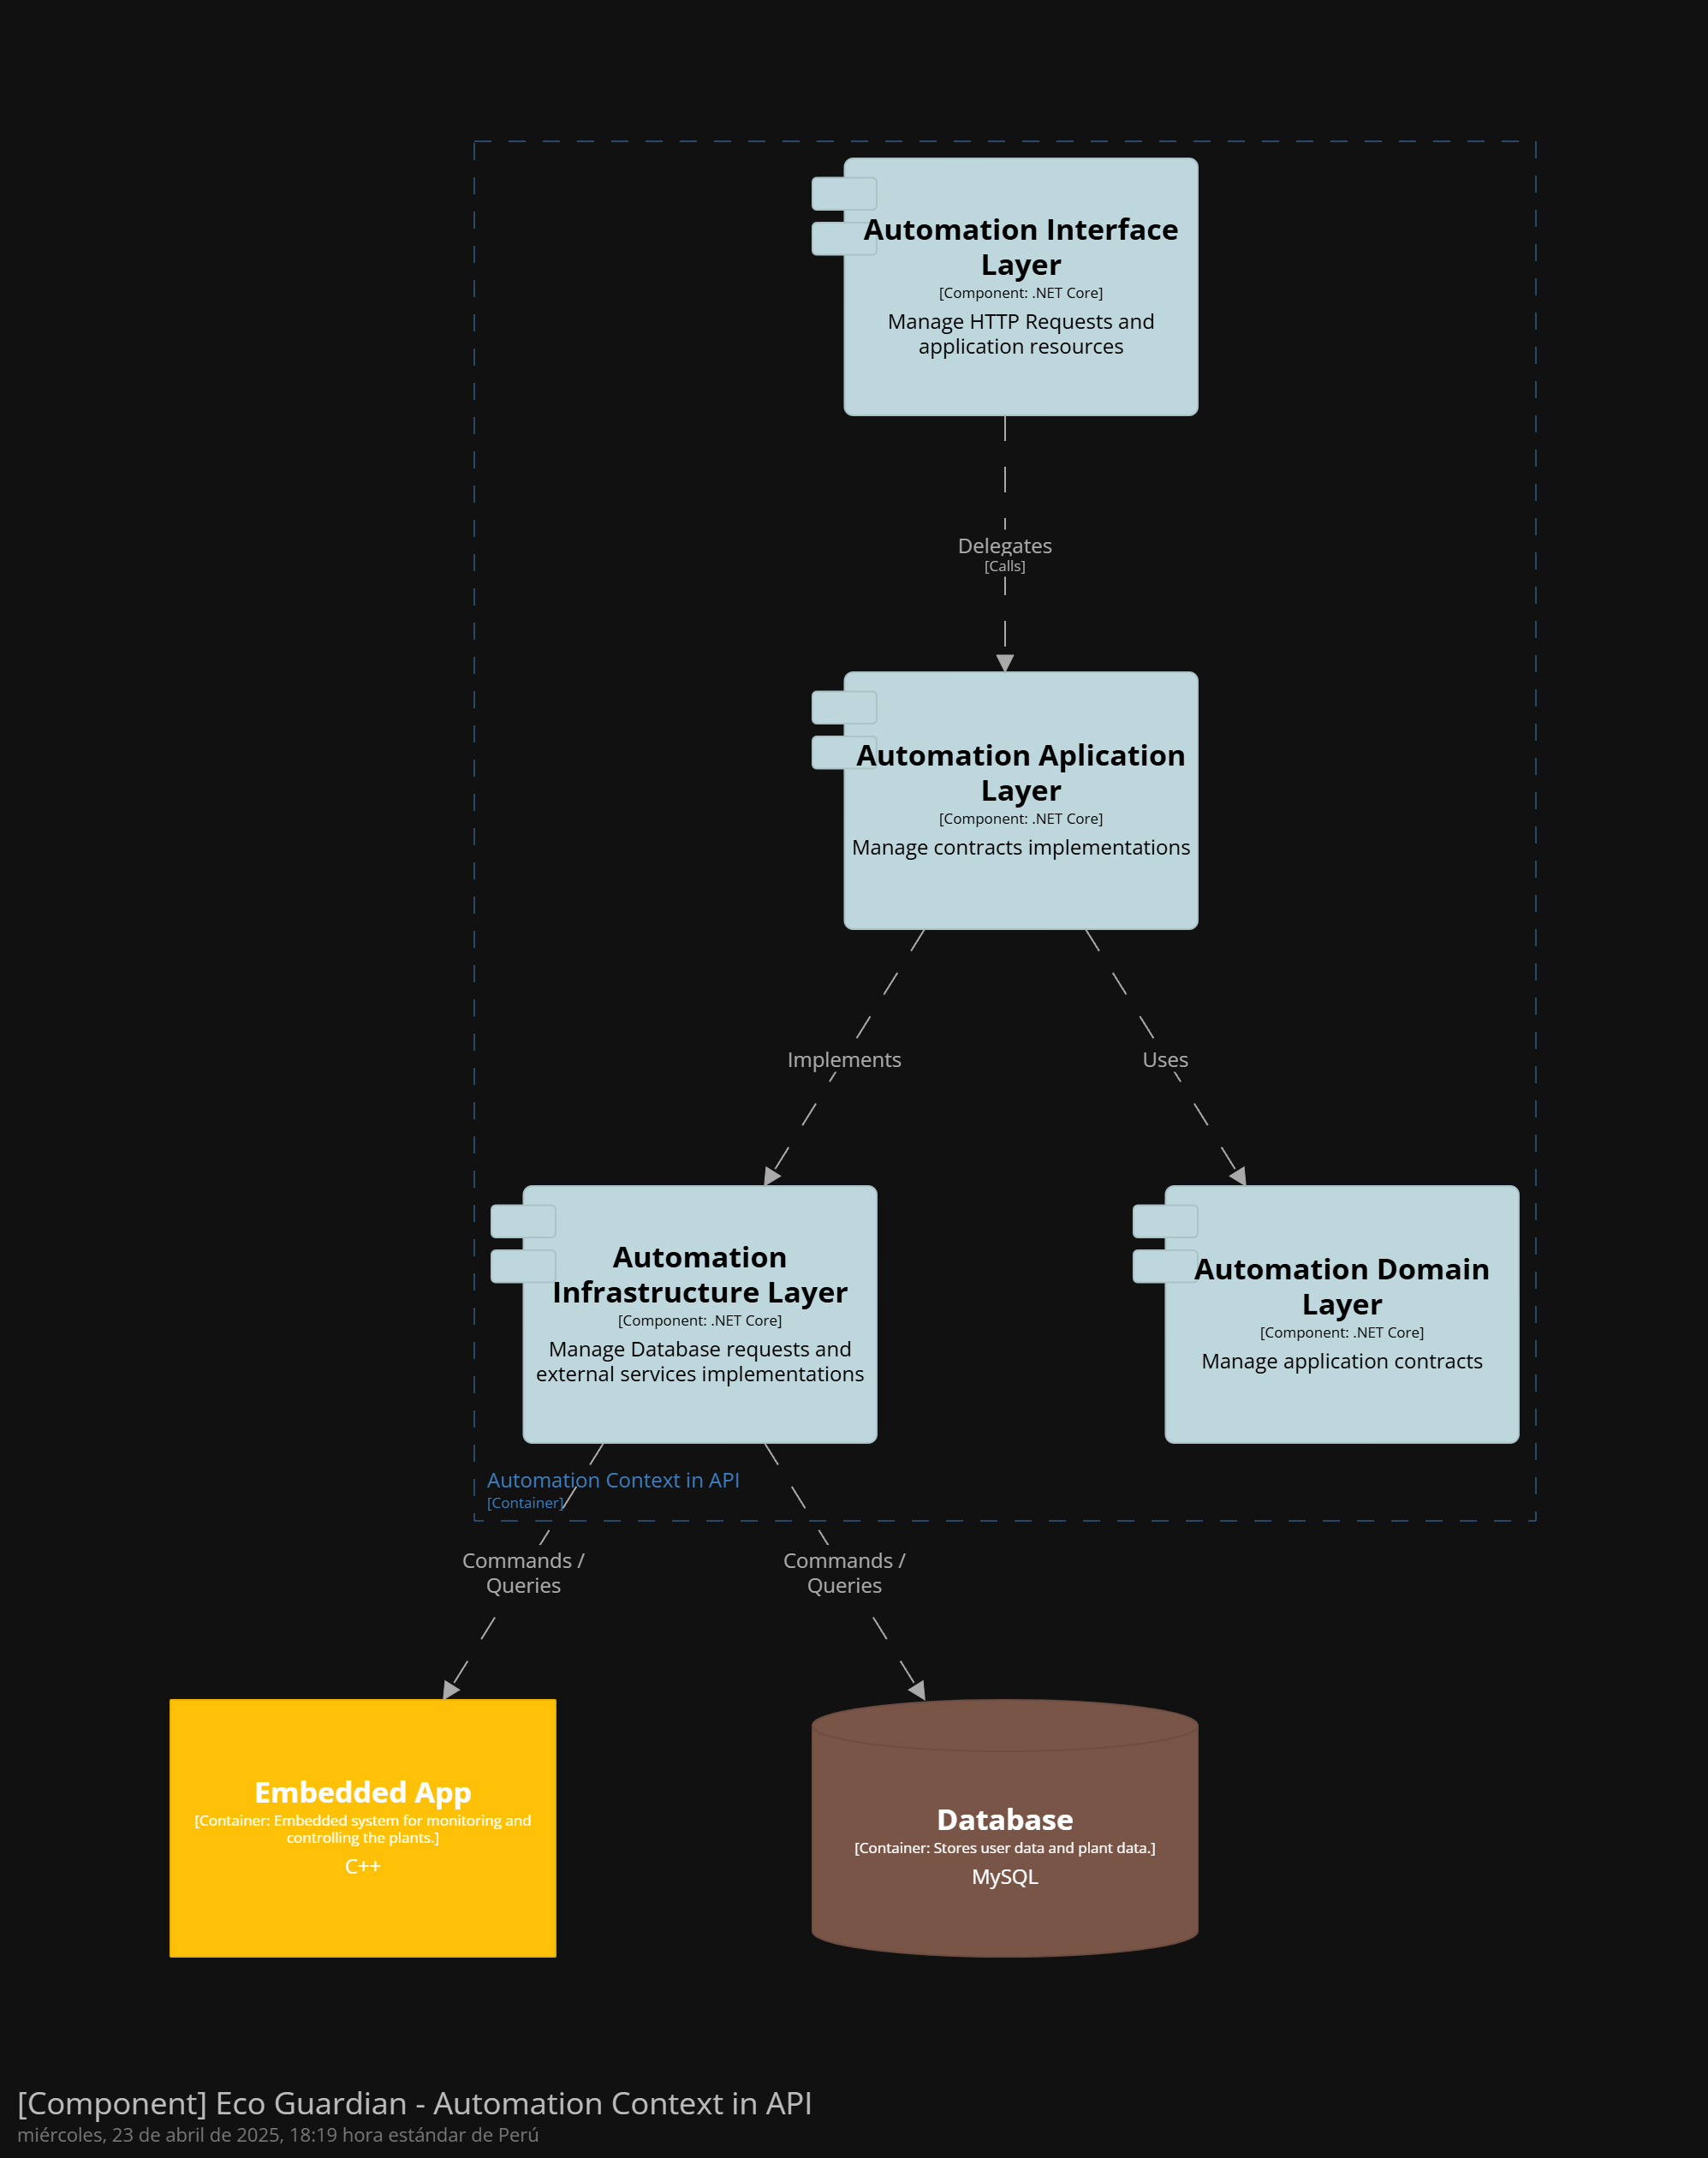 Automation Interface
Layer
[Component: .NET Core]
Manage HTTP Requests and
application resources
Delegates
[Calls]
Automation Aplication
Layer
[Component: .NET Core]
Manage contracts implementations
Implements
Uses
Automation
Infrastructure Layer
[Component: .NET Core]
Manage Database requests and
external services implementations
Automation Domain
Layer
[Component: .NET Core]
Manage application contracts
Automation Context in API
[Container]
Commands /
Queries
Commands /
Queries
Embedded App
[Container: Embedded system for monitoring and
controlling the plants.]
C++
Database
[Container: Stores user data and plant data.]
MySQL
[Component] Eco Guardian - Automation Context in API
miércoles, 23 de abril de 2025, 18:19 hora estándar de Perú